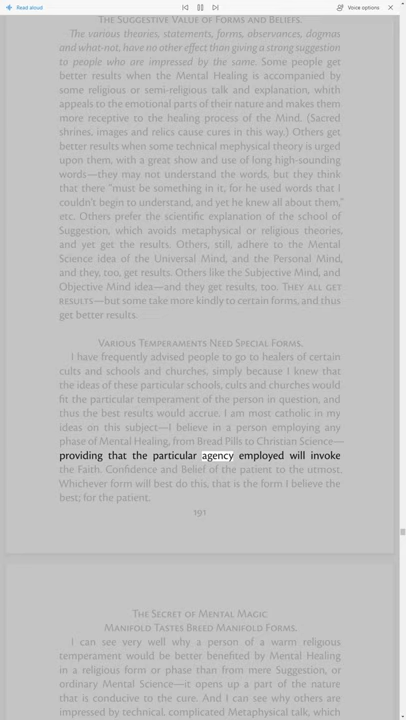 Read aloud
Voice options
THE SUGGESTIVE VALUE OF FORMS AND BELIEFS.
The various theories, statements, forms, observances, dogmas
and what-not, have no other effect than giving a strong suggestion
to people who are impressed by the same. Some people get
better results when the Mental Healing is accompanied by
some religious or semi-religious talk and explanation, whith
appeals to the emotional parts of their nature and makes them
more receptive to the healing process of the Mind. (Sacred
shrines, images and relics cause cures in this way.) Others get
better results when some technical mephysical theory is urged
upon them, with a great show and use of long high-sounding
words—they may not understand the words, but they think
that there "must be something in it, for he used words that I
couldn't begin to understand, and yet he knew all about them,"
etc. Others prefer the scientific explanation of the school of
Suggestion, which avoids metaphysical or religious theories,
and yet get the results. Others, still, adhere to the Mental
Science idea of the Universal Mind, and the Personal Mind,
and they, too, get results. Others like the Subjective Mind, and
Objective Mind idea—and they get results, too. THEY ALL GET
RESULTS—but some take more kindly to certain forms, and thus
get better results.
VARIOUS TEMPERAMENTS NEED SPECIAL FORMS.
I have frequently advised people to go to healers of certain
cults and schools and churches, simply because I knew that
the ideas of these particular schools, cults and churches would
fit the particular temperament of the person in question, and
thus the best results would accrue. I am most catholic in my
ideas on this subject—I believe in a person employing any
phase of Mental Healing, from Bread Pills to Christian Science—
providing that the particular agency employed will invoke
the Faith. Confidence and Belief of the patient to the utmost.
Whichever form will best do this, that is the form I believe the
best; for the patient.
191
THE SECRET OF MENTAL MAGIC
MANIFOLD TASTES BREED MANIFOLD FORMS.
I can see very well why a person of a warm religious
temperament would be better benefited by Mental Healing
in a religious form or phase than from mere Suggestion, or
ordinary Mental Science—it opens up a part of the nature
that is conducive to the cure. And I can see why others are
impressed by technical, complicated Metaphysical talk, which